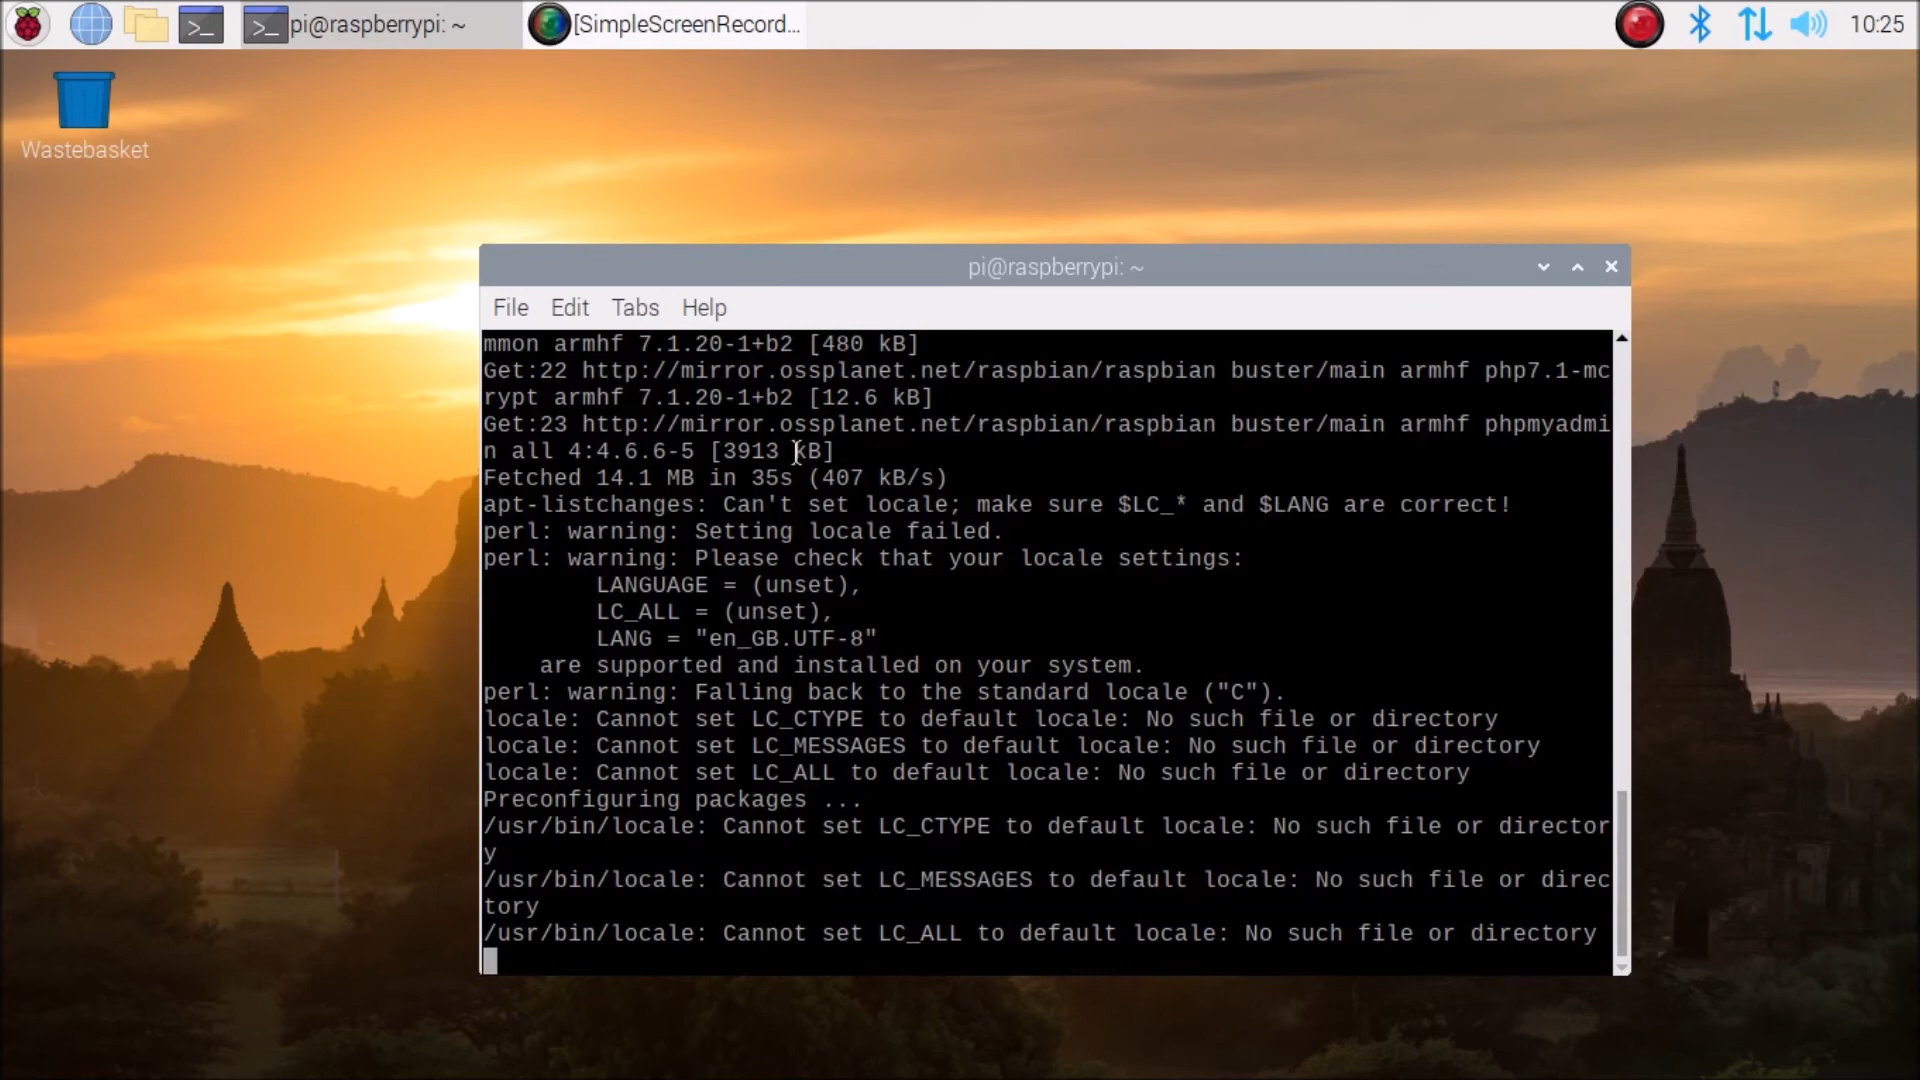 pi@raspberrypi: ~
[SimpleScreenRecord...
10:25
Wastebasket
pi@raspberrypi: ~
File Edit Tabs Help
mmon armhf 7.1.20-1+b2 [480 kB]
Get:22 http://mirror.ossplanet.net/raspbian/raspbian buster/main armhf php7.1-mc
rypt armhf 7.1.20-1+b2 [12.6 kB]
Get:23 http://mirror.ossplanet.net/raspbian/raspbian buster/main armhf phpmyadmi
n all 4:4.6.6-5 [3913 kB]
Fetched 14.1 MB in 35s (407 kB/s)
apt-listchanges: Can't set locale; make sure $LC_* and $LANG are correct!
perl: warning: Setting locale failed.
perl: warning: Please check that your locale settings:
LANGUAGE = (unset),
LC_ALL = (unset),
LANG = "en_GB.UTF-8"
are supported and installed on your system.
perl: warning: Falling back to the standard locale ("C").
locale: Cannot set LC_CTYPE to default locale: No such file or directory
locale: Cannot set LC_MESSAGES to default locale: No such file or directory
locale: Cannot set LC_ALL to default locale: No such file or directory
Preconfiguring packages ...
/usr/bin/locale: Cannot set LC_CTYPE to default locale: No such file or director
y
/usr/bin/locale: Cannot set LC_MESSAGES to default locale: No such file or direc
tory
/usr/bin/locale: Cannot set LC_ALL to default locale: No such file or directory